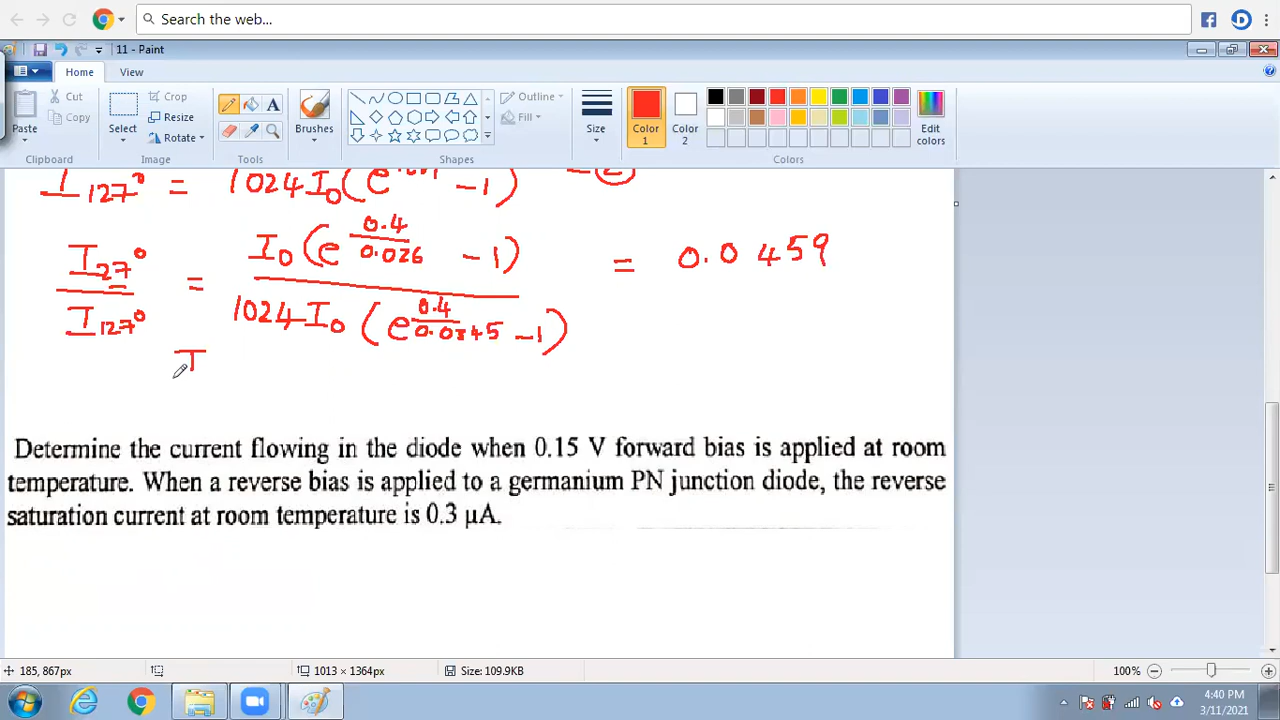 Search the web...
11 - Paint
Home View
Paste Cut Copy Select Crop Resize Rotate Brushes Outline Fill Size Color 1 Color 2 Edit colors
Clipboard Image Tools Shapes Colors
I 127° = 1024 I0 (e -1) - 2
I27° / I127° = I0 (e 0.4/0.026 -1) / 1024 I0 (e 0.4/0.0345 -1) = 0.0459
I
Determine the current flowing in the diode when 0.15 V forward bias is applied at room
temperature. When a reverse bias is applied to a germanium PN junction diode, the reverse
saturation current at room temperature is 0.3 μA.
185, 867px 1013 × 1364px Size: 109.9KB 100%
4:40 PM
3/11/2021